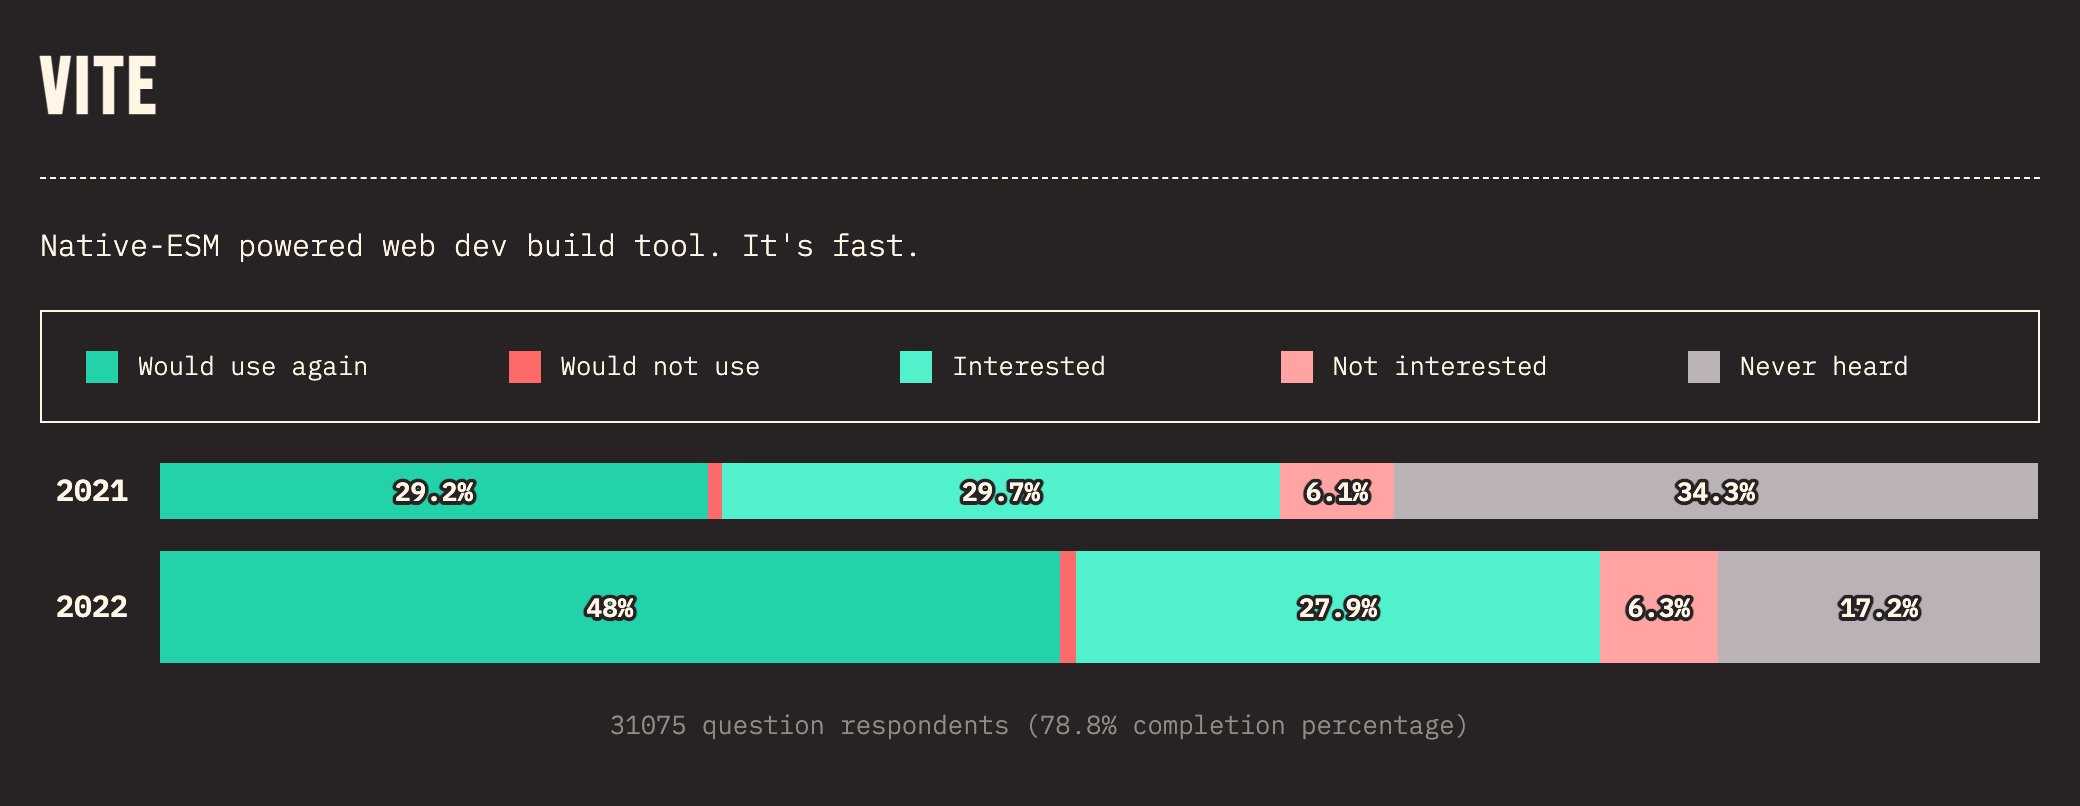 VITE
Native-ESM powered web dev build tool. It's fast.
Would use again Would not use Interested Not interested Never heard
2021 29.2% 29.7% 6.1% 34.3%
2022 48% 27.9% 6.3% 17.2%
31075 question respondents (78.8% completion percentage)